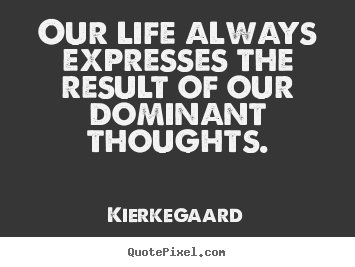 Our life always
expresses the
result of our
dominant
thoughts.
Kierkegaard
QuotePixel.com